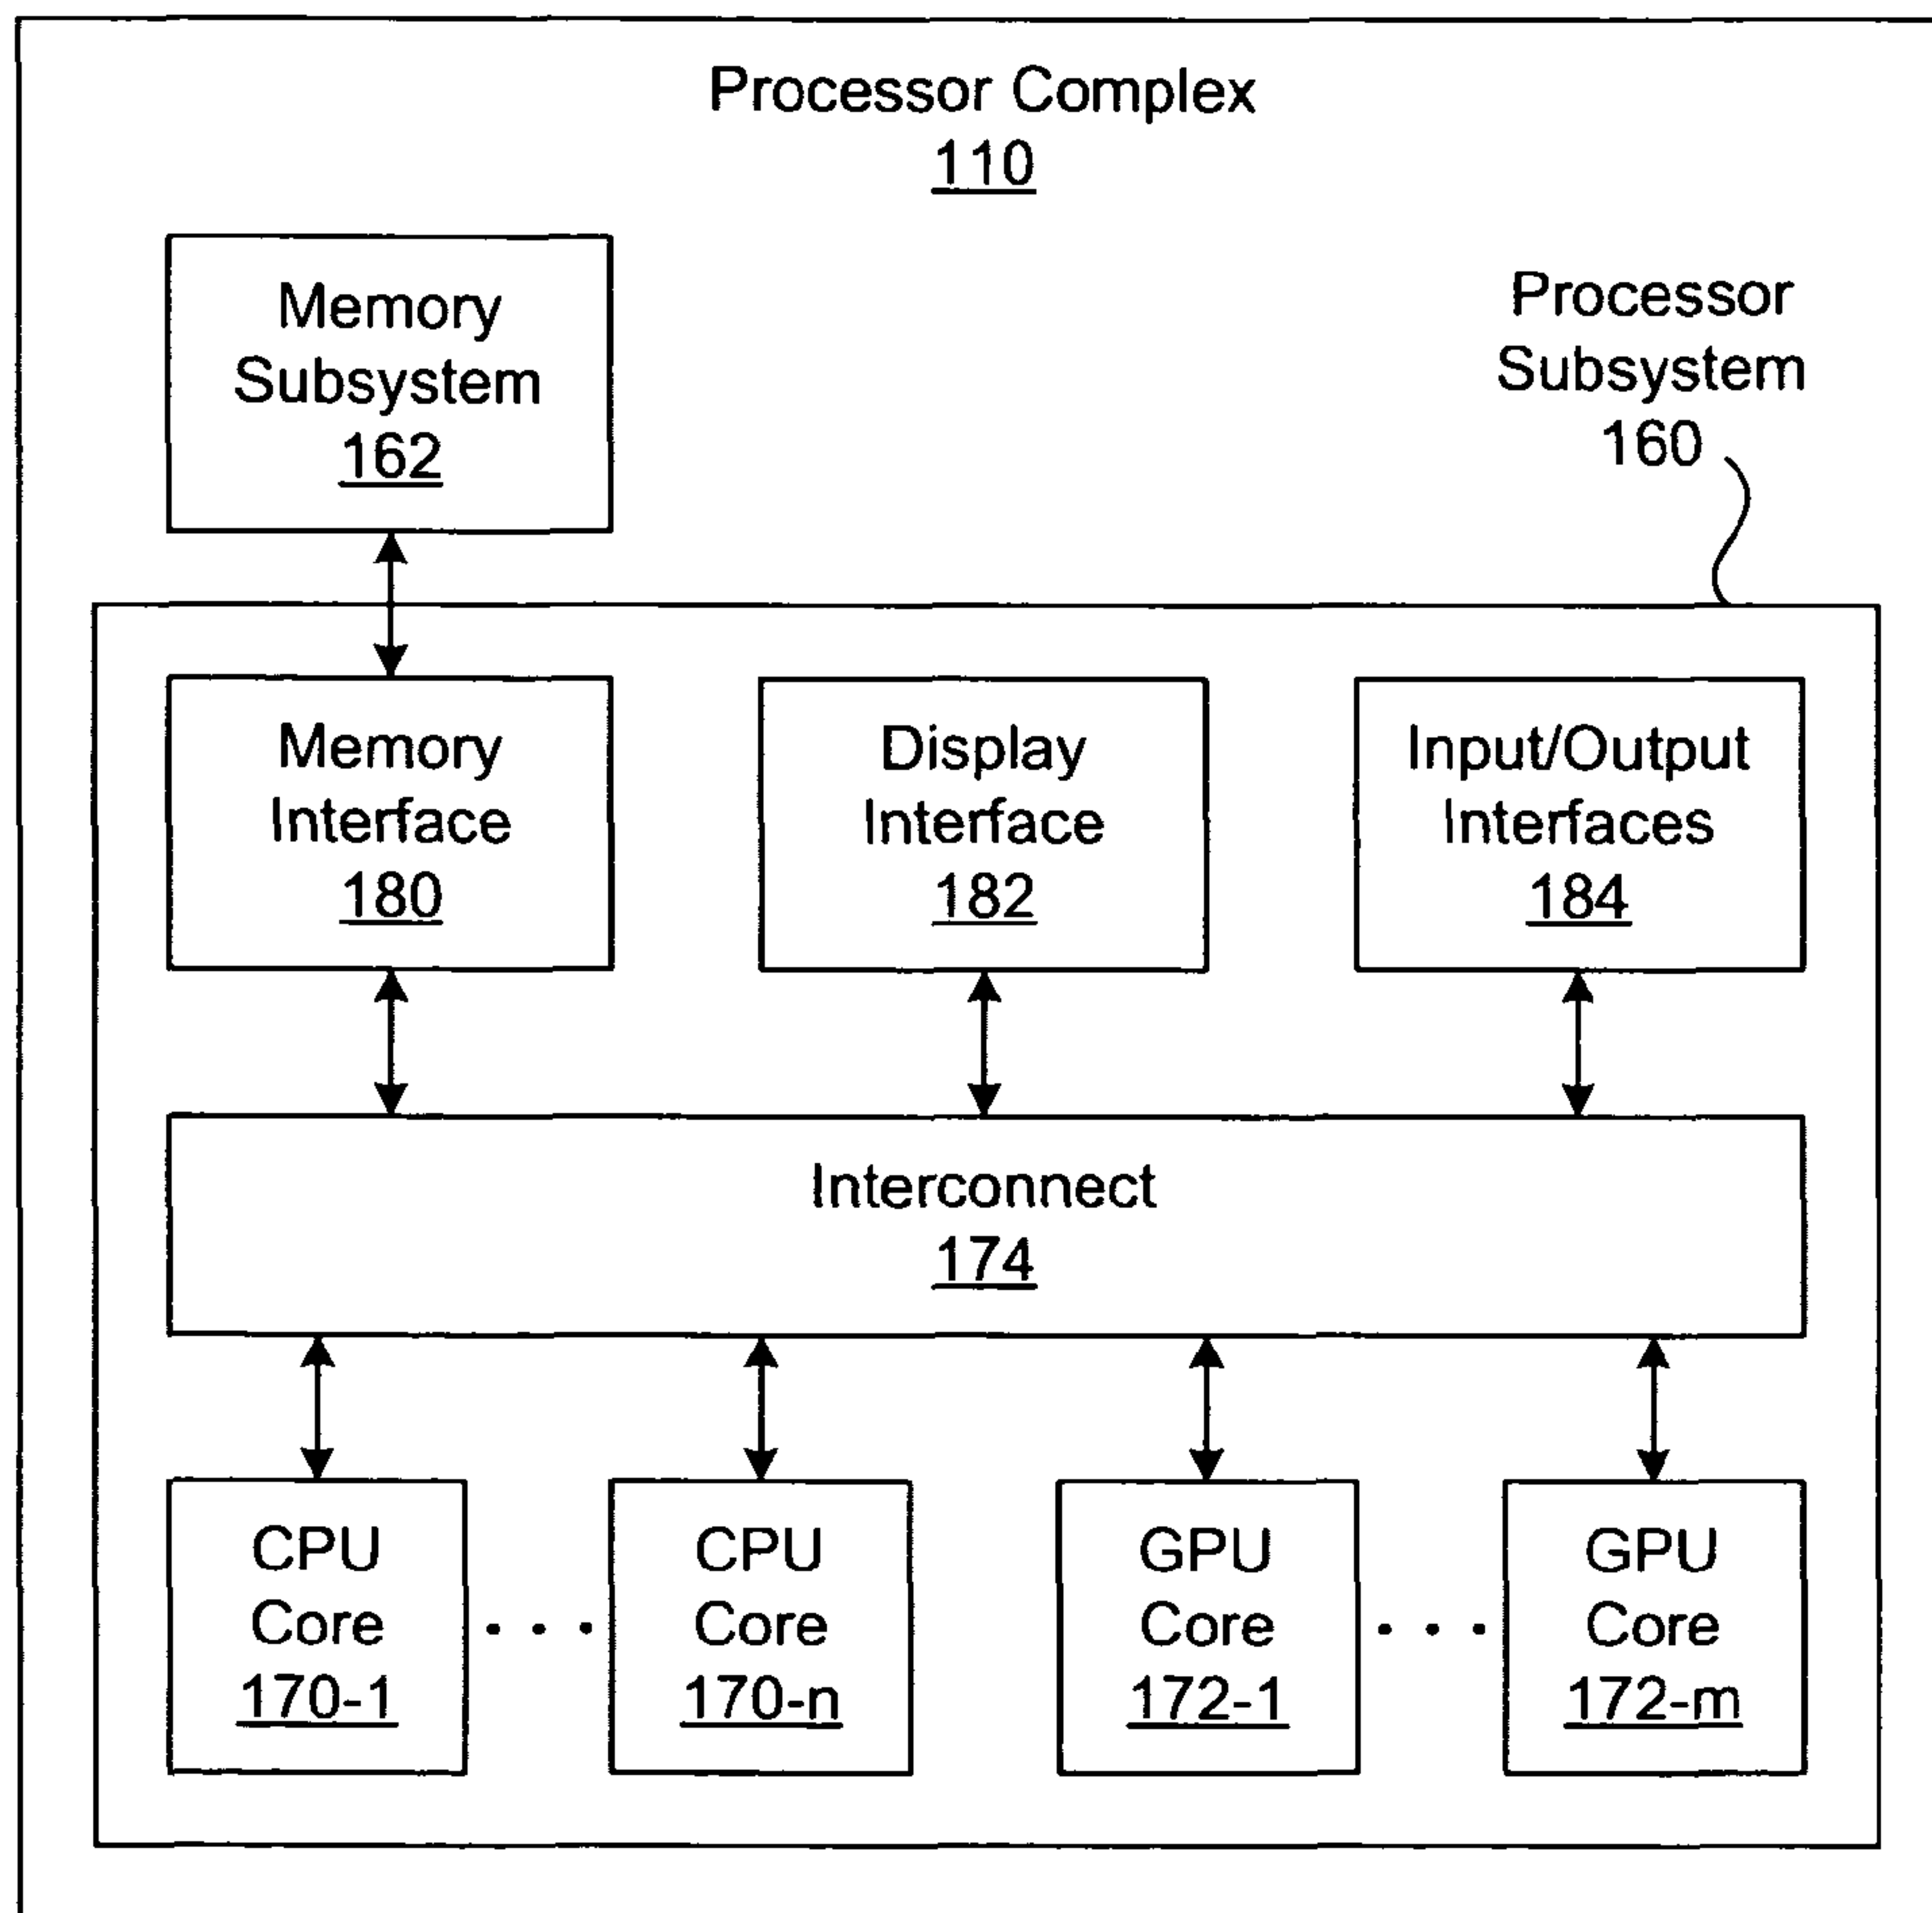 Processor Complex
110
Memory
Subsystem
162
Processor
Subsystem
160
Memory
Interface
180
Display
Interface
182
Input/Output
Interfaces
184
Interconnect
174
CPU
Core
170-1
. . .
CPU
Core
170-n
GPU
Core
172-1
. . .
GPU
Core
172-m